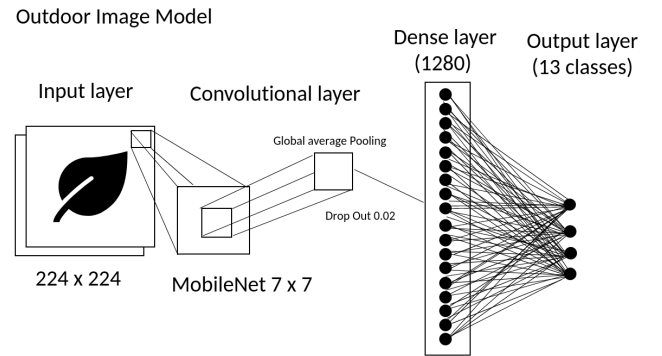 Outdoor Image Model
Input layer
Convolutional layer
Dense layer
(1280)
Output layer
(13 classes)
Global average Pooling
Drop Out 0.02
224 x 224
MobileNet 7 x 7